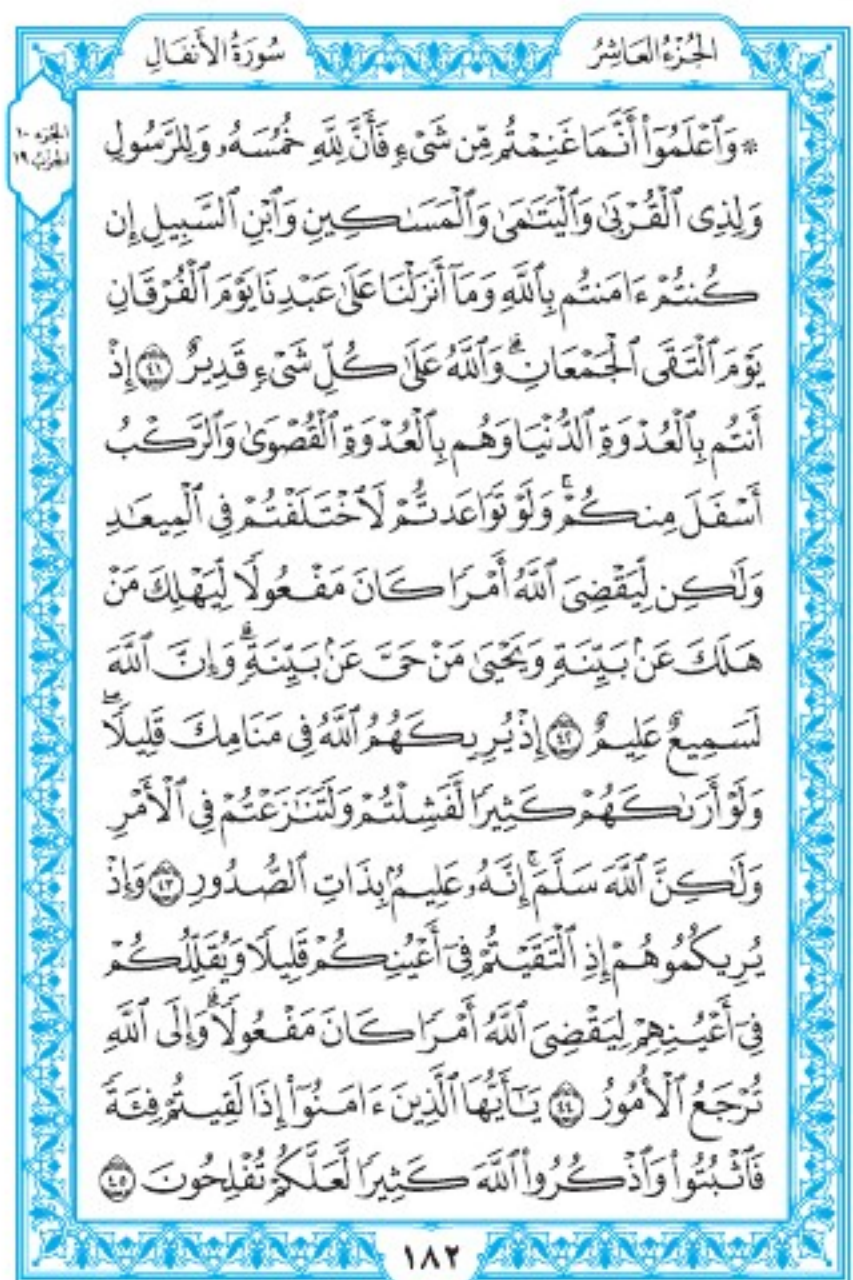 سُورَةُ الأَنفَالِ
الجُزْءُ العَاشِرُ
الجزء ١٠
الحزب ١٩
۞ وَٱعْلَمُوٓا۟ أَنَّمَا غَنِمْتُم مِّن شَىْءٍ فَأَنَّ لِلَّهِ خُمُسَهُۥ وَلِلرَّسُولِ
وَلِذِى ٱلْقُرْبَىٰ وَٱلْيَتَـٰمَىٰ وَٱلْمَسَـٰكِينِ وَٱبْنِ ٱلسَّبِيلِ إِن
كُنتُمْ ءَامَنتُم بِٱللَّهِ وَمَآ أَنزَلْنَا عَلَىٰ عَبْدِنَا يَوْمَ ٱلْفُرْقَانِ
يَوْمَ ٱلْتَقَى ٱلْجَمْعَانِ ۗ وَٱللَّهُ عَلَىٰ كُلِّ شَىْءٍ قَدِيرٌ ٤١ إِذْ
أَنتُم بِٱلْعُدْوَةِ ٱلدُّنْيَا وَهُم بِٱلْعُدْوَةِ ٱلْقُصْوَىٰ وَٱلرَّكْبُ
أَسْفَلَ مِنكُمْ ۚ وَلَوْ تَوَاعَدتُّمْ لَٱخْتَلَفْتُمْ فِى ٱلْمِيعَـٰدِ
وَلَـٰكِن لِّيَقْضِىَ ٱللَّهُ أَمْرًا كَانَ مَفْعُولًا لِّيَهْلِكَ مَنْ
هَلَكَ عَنۢ بَيِّنَةٍ وَيَحْيَىٰ مَنْ حَىَّ عَنۢ بَيِّنَةٍ ۗ وَإِنَّ ٱللَّهَ
لَسَمِيعٌ عَلِيمٌ ٤٢ إِذْ يُرِيكَهُمُ ٱللَّهُ فِى مَنَامِكَ قَلِيلًا ۖ
وَلَوْ أَرَىٰكَهُمْ كَثِيرًا لَّفَشِلْتُمْ وَلَتَنَـٰزَعْتُمْ فِى ٱلْأَمْرِ
وَلَـٰكِنَّ ٱللَّهَ سَلَّمَ ۚ إِنَّهُۥ عَلِيمٌۢ بِذَاتِ ٱلصُّدُورِ ٤٣ وَإِذْ
يُرِيكُمُوهُمْ إِذِ ٱلْتَقَيْتُمْ فِىٓ أَعْيُنِكُمْ قَلِيلًا وَيُقَلِّلُكُمْ
فِىٓ أَعْيُنِهِمْ لِيَقْضِىَ ٱللَّهُ أَمْرًا كَانَ مَفْعُولًا ۗ وَإِلَى ٱللَّهِ
تُرْجَعُ ٱلْأُمُورُ ٤٤ يَـٰٓأَيُّهَا ٱلَّذِينَ ءَامَنُوٓا۟ إِذَا لَقِيتُمْ فِئَةً
فَٱثْبُتُوا۟ وَٱذْكُرُوا۟ ٱللَّهَ كَثِيرًا لَّعَلَّكُمْ تُفْلِحُونَ ٤٥
١٨٢